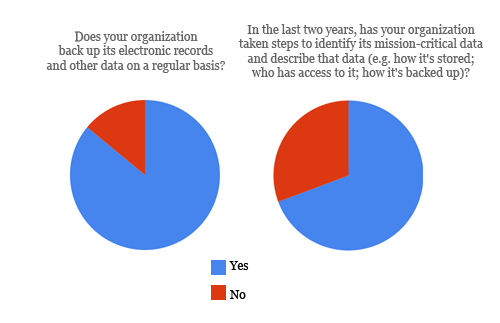 Does your organization
back up its electronic records
and other data on a regular basis?
In the last two years, has your organization
taken steps to identify its mission-critical data
and describe that data (e.g. how it's stored;
who has access to it; how it's backed up)?
Yes
No